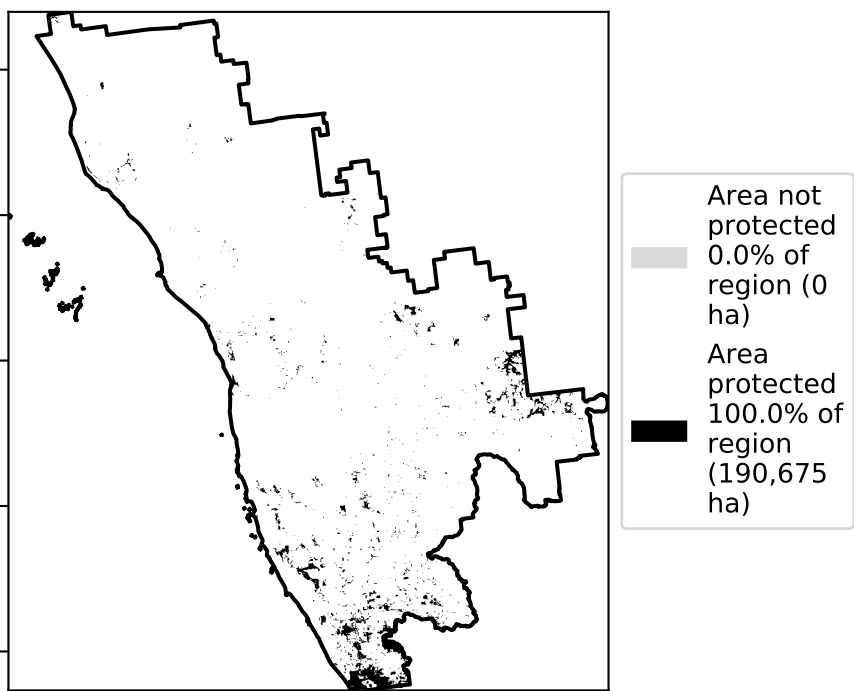 Area not
protected
0.0% of
region (0
ha)
Area
protected
100.0% of
region
(190,675
ha)